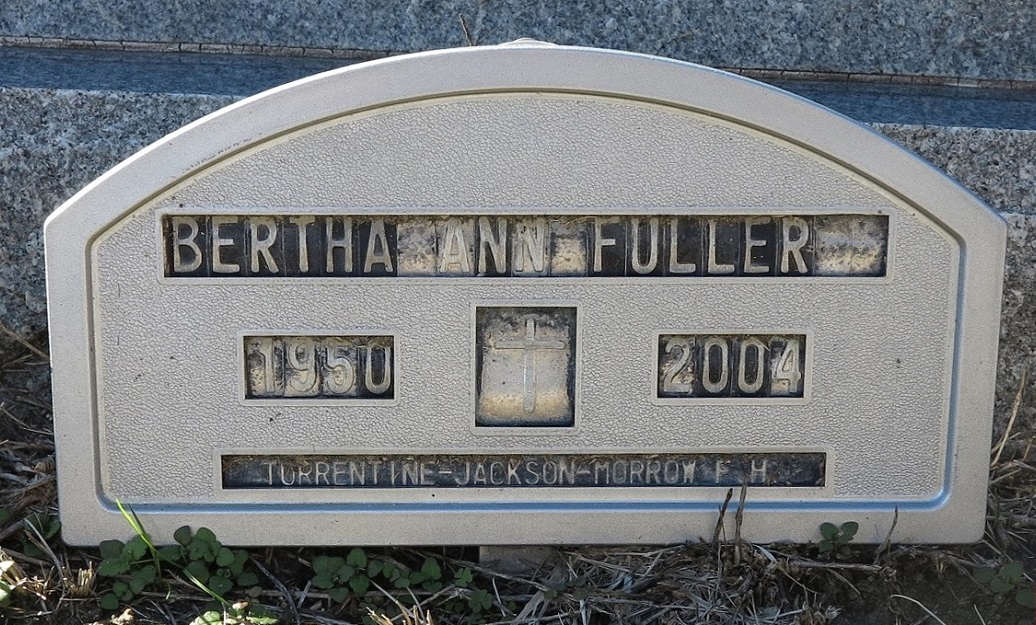 BERTHA ANN FULLER
1950 2004
TURRENTINE-JACKSON-MORROW F. H.